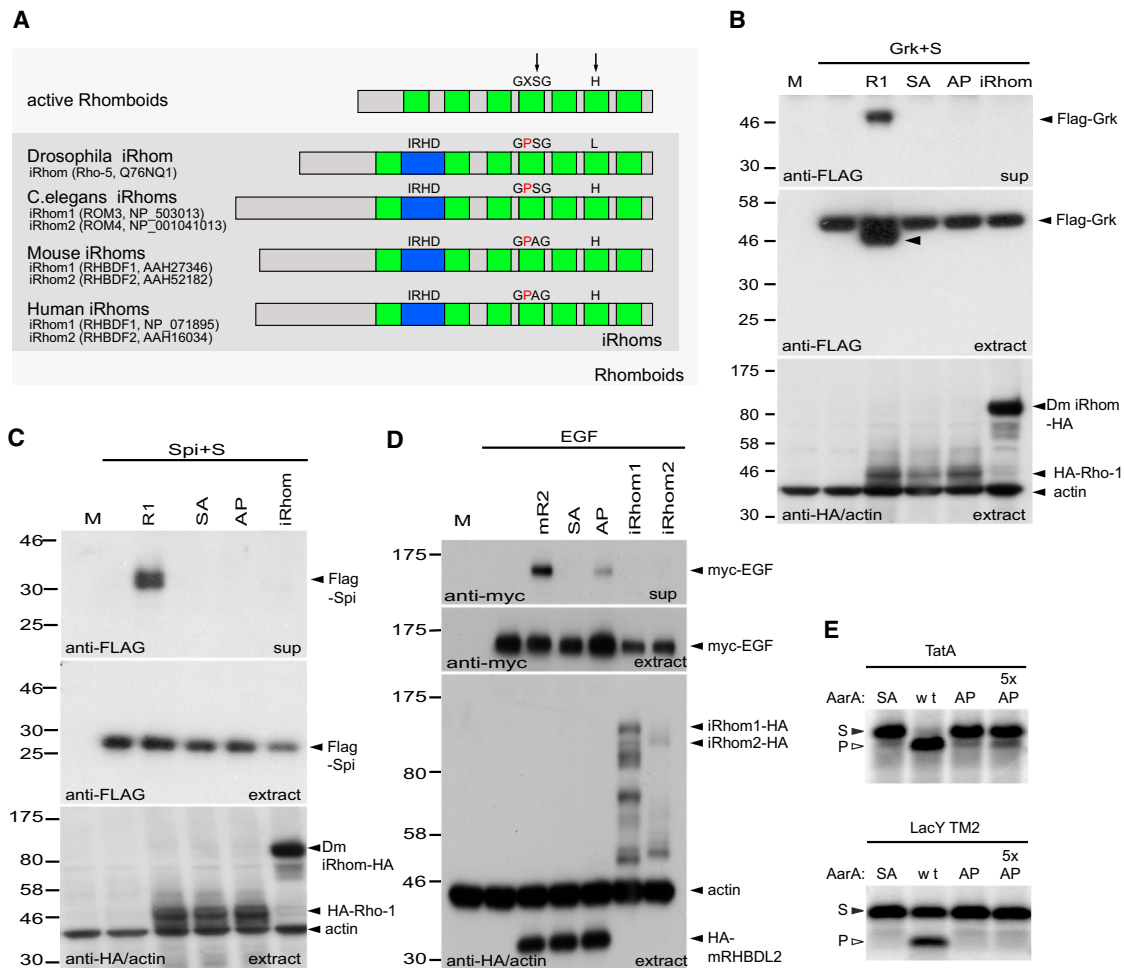 A
GXSG H
active Rhomboids
IRHD GPSG L
Drosophila iRhom
iRhom (Rho-5, Q76NQ1)
IRHD GPSG H
C.elegans iRhoms
iRhom1 (ROM3, NP_503013)
iRhom2 (ROM4, NP_001041013)
IRHD GPAG H
Mouse iRhoms
iRhom1 (RHBDF1, AAH27346)
iRhom2 (RHBDF2, AAH52182)
IRHD GPAG H
Human iRhoms
iRhom1 (RHBDF1, NP_071895)
iRhom2 (RHBDF2, AAH16034)
iRhoms
Rhomboids
B
Grk+S
M R1 SA AP iRhom
46
Flag-Grk
30
anti-FLAG sup
58
Flag-Grk
46
30
25
anti-FLAG extract
175
Dm iRhom
-HA
80
58
46
HA-Rho-1
actin
30
anti-HA/actin extract
C
Spi+S
M R1 SA AP iRhom
46
30
Flag
-Spi
25
anti-FLAG sup
46
30
25
Flag
-Spi
anti-FLAG extract
175
Dm
iRhom-HA
80
58
46
HA-Rho-1
actin
30
anti-HA/actin extract
D
EGF
M mR2 SA AP iRhom1 iRhom2
175
myc-EGF
anti-myc sup
175
myc-EGF
anti-myc extract
175
iRhom1-HA
iRhom2-HA
80
58
46
actin
HA-
mRHBDL2
30
anti-HA/actin extract
E
TatA
5x
AarA: SA wt AP AP
S
P
LacY TM2
5x
AarA: SA wt AP AP
S
P